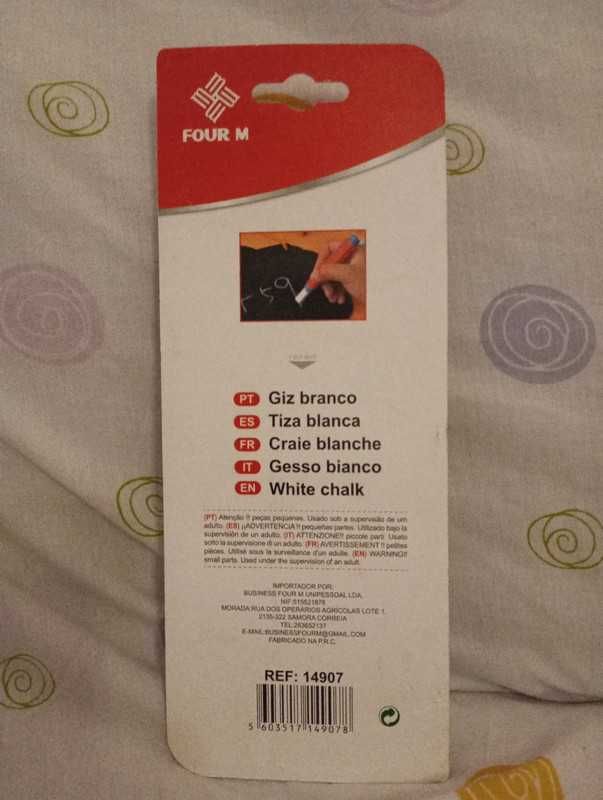 FOUR M
PT Giz branco
ES Tiza blanca
FR Craie blanche
IT Gesso bianco
EN White chalk
(PT) Atenção !! peças pequenes. Usado sob a supervisão de um
adulto. (ES) ¡¡ADVERTENCIA!! pequeñes partes. Utilizado bajo la
supervisión de un adulto. (IT) ATTENZIONE!! piccole parti. Usato
sotto la supervisione di un adulto. (FR) AVERTISSEMENT !! petites
pièces. Utilisé sous la surveillance d'un adulte. (EN) WARNING!!
small parts. Used under the supervision of an adult.
IMPORTADOR POR:
BUSINESS FOUR M UNIPESSOAL LDA.
NIF:515521878
MORADA:RUA DOS OPERÁRIOS AGRÍCOLAS LOTE 1,
2135-322 SAMORA CORREIA
TEL:263652137
E-MAIL:BUSINESSFOURM@GMAIL.COM
FABRICADO NA P.R.C.
REF: 14907
5 603517 149078